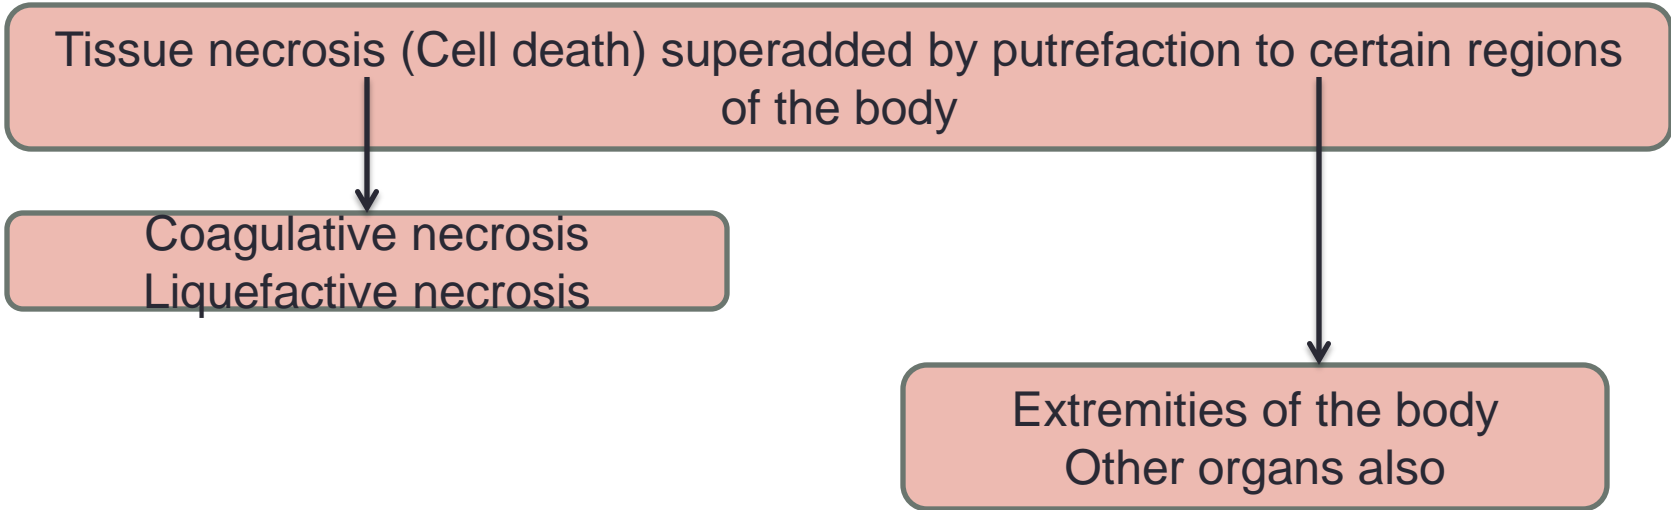 Tissue necrosis (Cell death) superadded by putrefaction to certain regions
of the body
Coagulative necrosis
Liquefactive necrosis
Extremities of the body
Other organs also